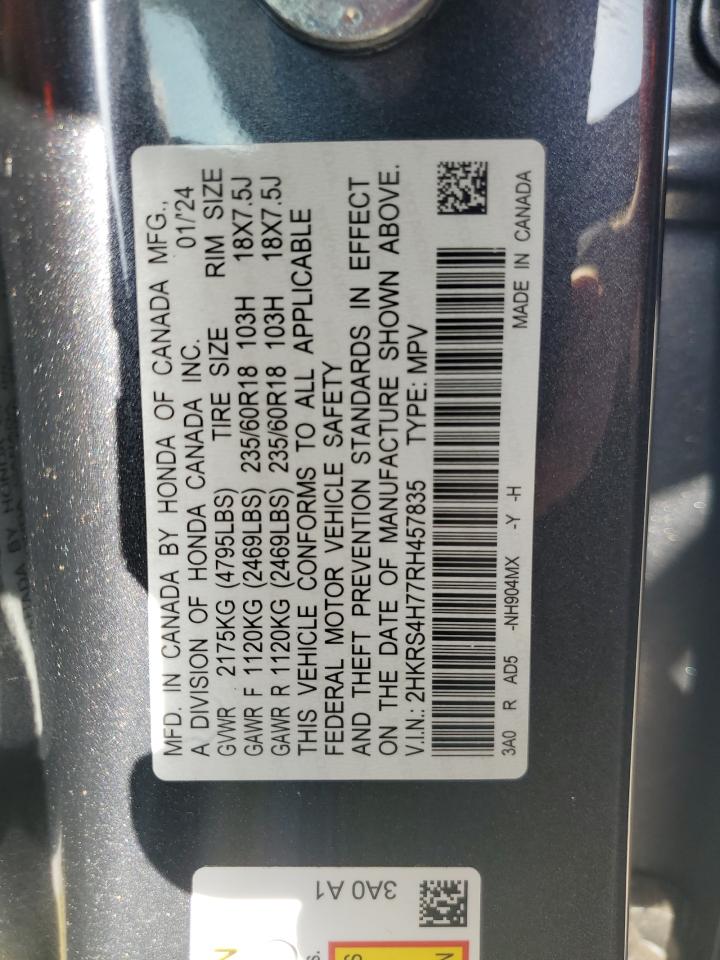 MFD. IN CANADA BY HONDA OF CANADA MFG.,
A DIVISION OF HONDA CANADA INC. 01/'24
GVWR 2175KG (4795LBS) TIRE SIZE RIM SIZE
GAWR F 1120KG (2469LBS) 235/60R18 103H 18X7.5J
GAWR R 1120KG (2469LBS) 235/60R18 103H 18X7.5J
THIS VEHICLE CONFORMS TO ALL APPLICABLE
FEDERAL MOTOR VEHICLE SAFETY
AND THEFT PREVENTION STANDARDS IN EFFECT
ON THE DATE OF MANUFACTURE SHOWN ABOVE.
V.I.N.: 2HKRS4H77RH457835 TYPE: MPV
3A0 R AD5 -NH904MX -Y -H MADE IN CANADA
3A0 A1